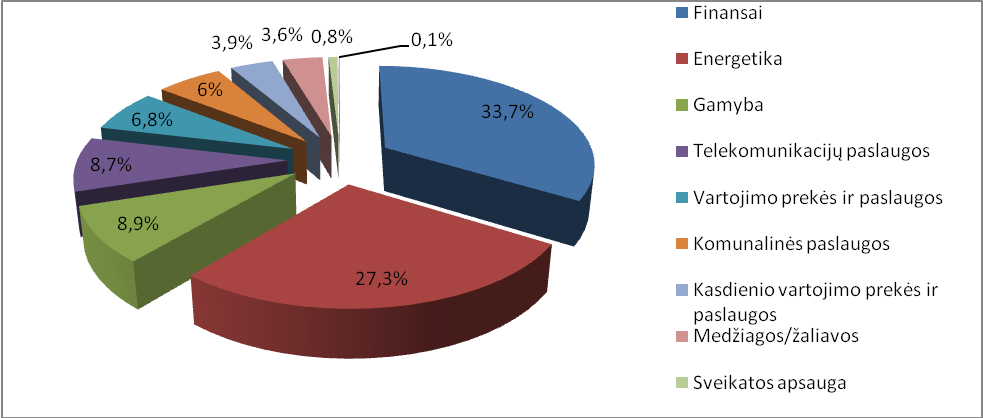 3,9%
3,6%
0,8%
0,1%
33,7%
6%
6,8%
8,7%
8,9%
27,3%
Finansai
Energetika
Gamyba
Telekomunikacijų paslaugos
Vartojimo prekės ir paslaugos
Komunalinės paslaugos
Kasdienio vartojimo prekės ir
paslaugos
Medžiagos/žaliavos
Sveikatos apsauga